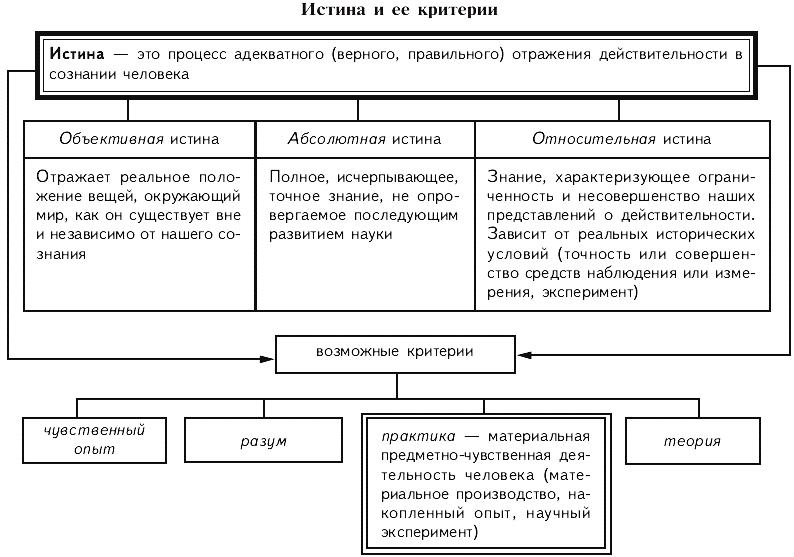 Истина и ее критерии
Истина — это процесс адекватного (верного, правильного) отражения действительности в
сознании человека
Объективная истина
Отражает реальное поло-
жение вещей, окружающий
мир, как он существует вне
и независимо от нашего со-
знания
Абсолютная истина
Полное, исчерпывающее,
точное знание, не опро-
вергаемое последующим
развитием науки
Относительная истина
Знание, характеризующее ограни-
ченность и несовершенство наших
представлений о действительности.
Зависит от реальных исторических
условий (точность или совершен-
ство средств наблюдения или изме-
рения, эксперимент)
возможные критерии
чувственный
опыт
разум
практика — материальная
предметно-чувственная дея-
тельность человека (мате-
риальное производство, на-
копленный опыт, научный
эксперимент)
теория